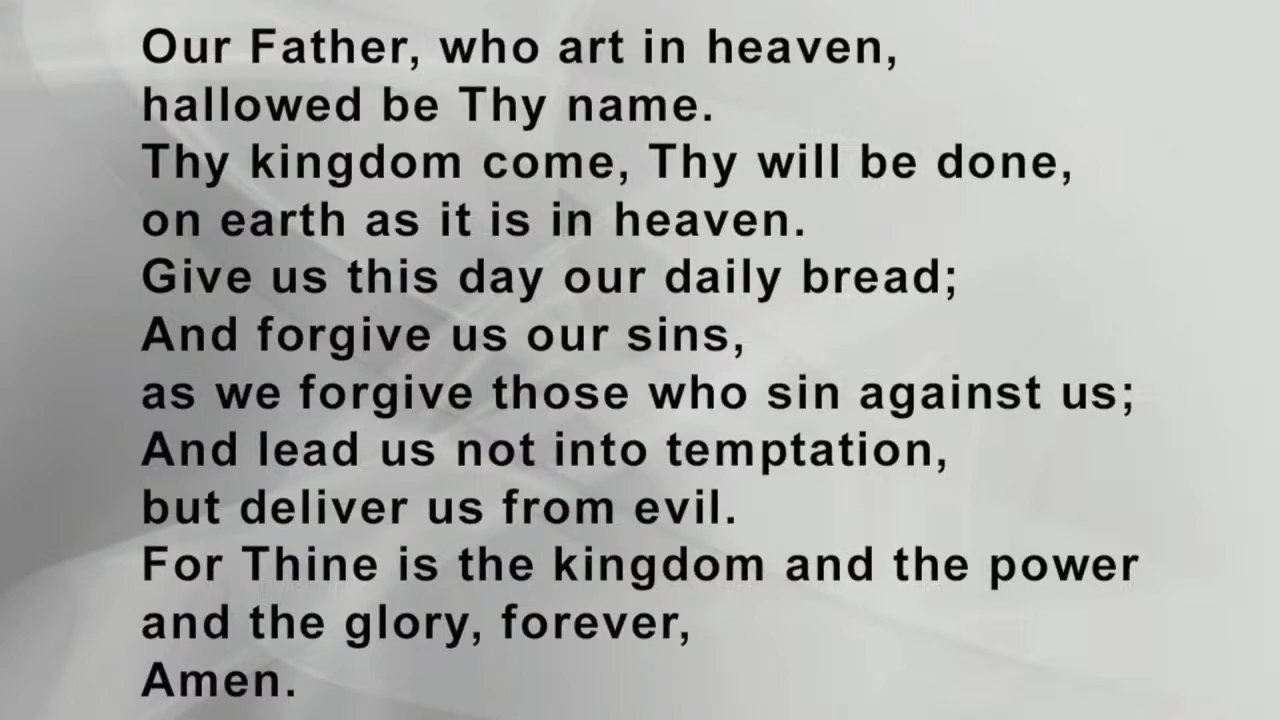 Our Father, who art in heaven,
hallowed be Thy name.
Thy kingdom come, Thy will be done,
on earth as it is in heaven.
Give us this day our daily bread;
And forgive us our sins,
as we forgive those who sin against us;
And lead us not into temptation,
but deliver us from evil.
For Thine is the kingdom and the power
and the glory, forever,
Amen.